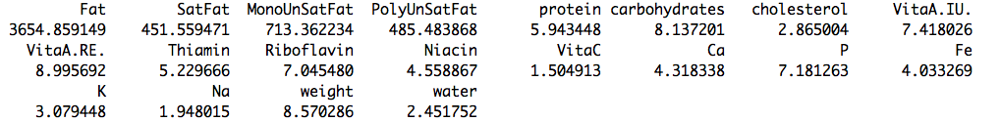 Fat SatFat MonoUnSatFat PolyUnSatFat protein carbohydrates cholesterol VitaA.IU.
3654.859149 451.559471 713.362234 485.483868 5.943448 8.137201 2.865004 7.418026
VitaA.RE. Thiamin Riboflavin Niacin VitaC Ca P Fe
8.995692 5.229666 7.045480 4.558867 1.504913 4.318338 7.181263 4.033269
K Na weight water
3.079448 1.948015 8.570286 2.451752